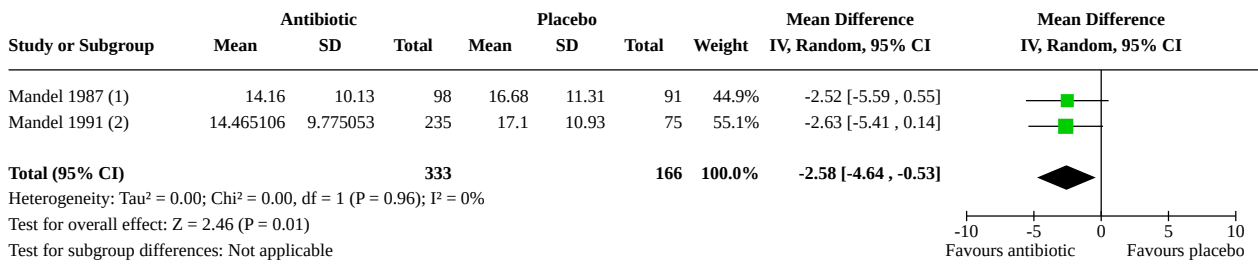 Antibiotic Placebo Mean Difference Mean Difference
Study or Subgroup Mean SD Total Mean SD Total Weight IV, Random, 95% CI IV, Random, 95% CI
Mandel 1987 (1) 14.16 10.13 98 16.68 11.31 91 44.9% -2.52 [-5.59 , 0.55]
Mandel 1991 (2) 14.465106 9.775053 235 17.1 10.93 75 55.1% -2.63 [-5.41 , 0.14]
Total (95% CI) 333 166 100.0% -2.58 [-4.64 , -0.53]
Heterogeneity: Tau² = 0.00; Chi² = 0.00, df = 1 (P = 0.96); I² = 0%
Test for overall effect: Z = 2.46 (P = 0.01)
-10 -5 0 5 10
Test for subgroup differences: Not applicable Favours antibiotic Favours placebo